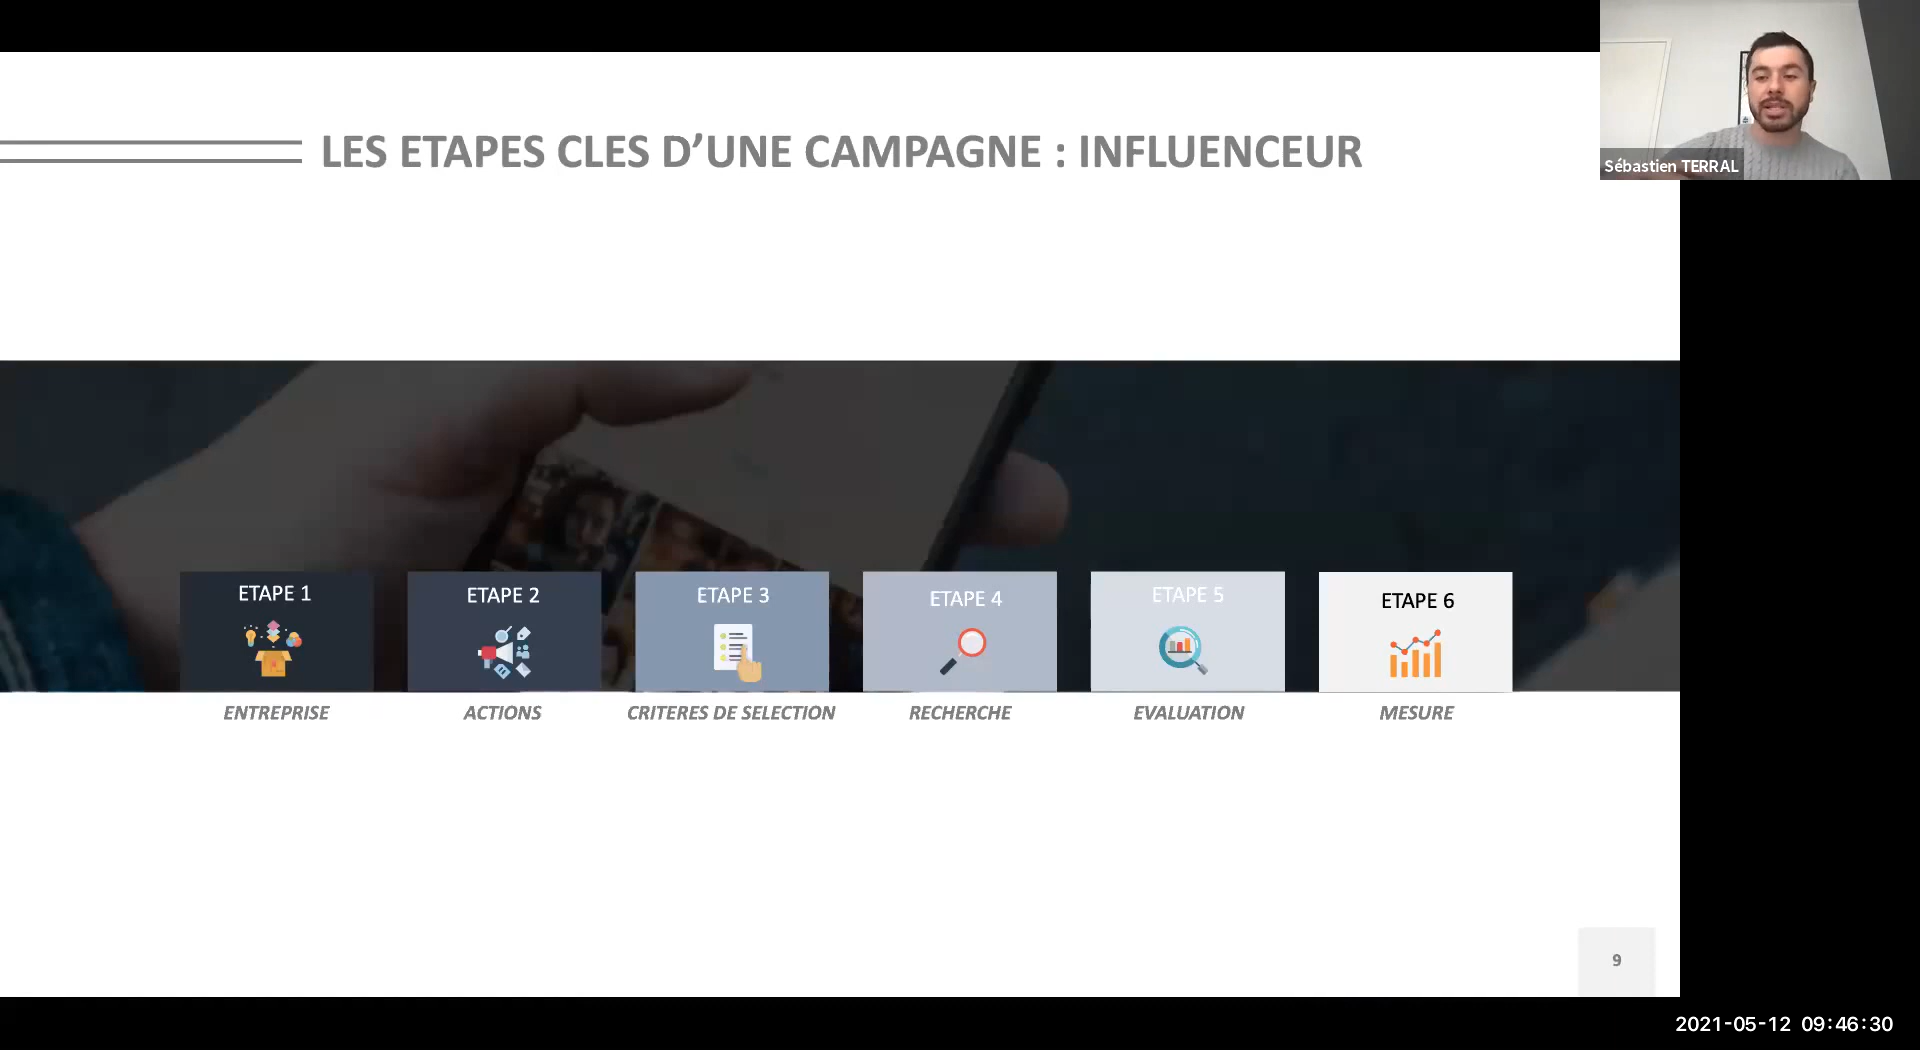 LES ETAPES CLES D’UNE CAMPAGNE : INFLUENCEUR
Sébastien TERRAL
ETAPE 1
ETAPE 2
ETAPE 3
ETAPE 4
ETAPE 5
ETAPE 6
ENTREPRISE
ACTIONS
CRITERES DE SELECTION
RECHERCHE
EVALUATION
MESURE
9
2021-05-12 09:46:30